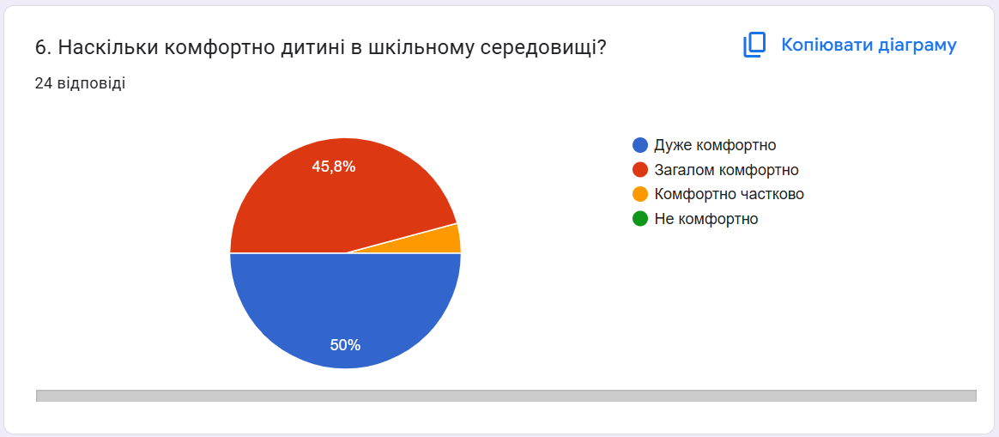 6. Наскільки комфортно дитині в шкільному середовищі?
Копіювати діаграму
24 відповіді
45,8%
50%
Дуже комфортно
Загалом комфортно
Комфортно частково
Не комфортно